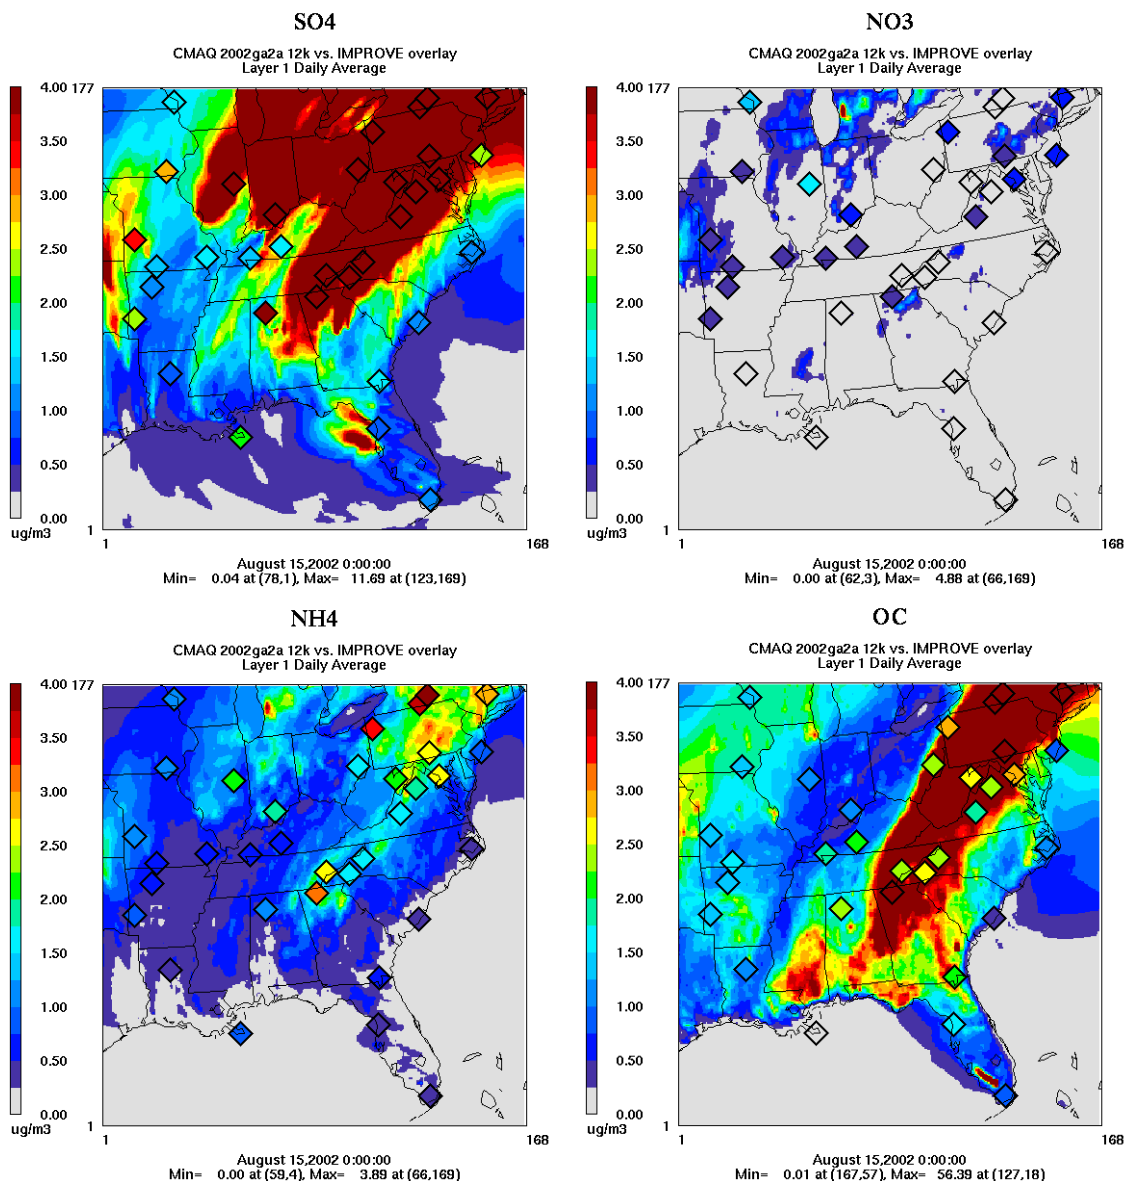 SO4
CMAQ 2002ga2a 12k vs. IMPROVE overlay
Layer 1 Daily Average
4.00 177
3.50
3.00
2.50
2.00
1.50
1.00
0.50
0.00
ug/m3
1
1 168
August 15,2002 0:00:00
Min= 0.04 at (78,1), Max= 11.69 at (123,169)
NO3
CMAQ 2002ga2a 12k vs. IMPROVE overlay
Layer 1 Daily Average
4.00 177
3.50
3.00
2.50
2.00
1.50
1.00
0.50
0.00
ug/m3
1
1 168
August 15,2002 0:00:00
Min= 0.00 at (62,3), Max= 4.88 at (66,169)
NH4
CMAQ 2002ga2a 12k vs. IMPROVE overlay
Layer 1 Daily Average
4.00 177
3.50
3.00
2.50
2.00
1.50
1.00
0.50
0.00
ug/m3
1
1 168
August 15,2002 0:00:00
Min= 0.00 at (59,4), Max= 3.89 at (66,169)
OC
CMAQ 2002ga2a 12k vs. IMPROVE overlay
Layer 1 Daily Average
4.00 177
3.50
3.00
2.50
2.00
1.50
1.00
0.50
0.00
ug/m3
1
1 168
August 15,2002 0:00:00
Min= 0.01 at (167,57), Max= 56.39 at (127,18)